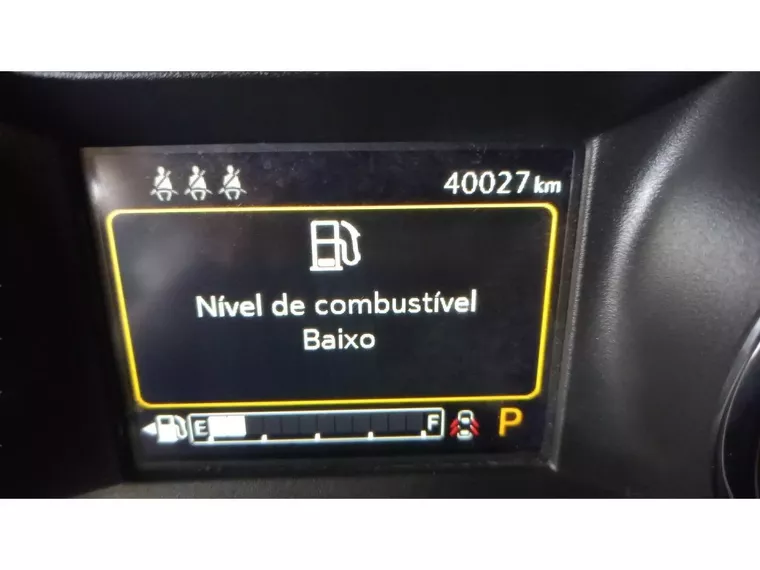 40027 km
Nível de combustível
Baixo
E F P